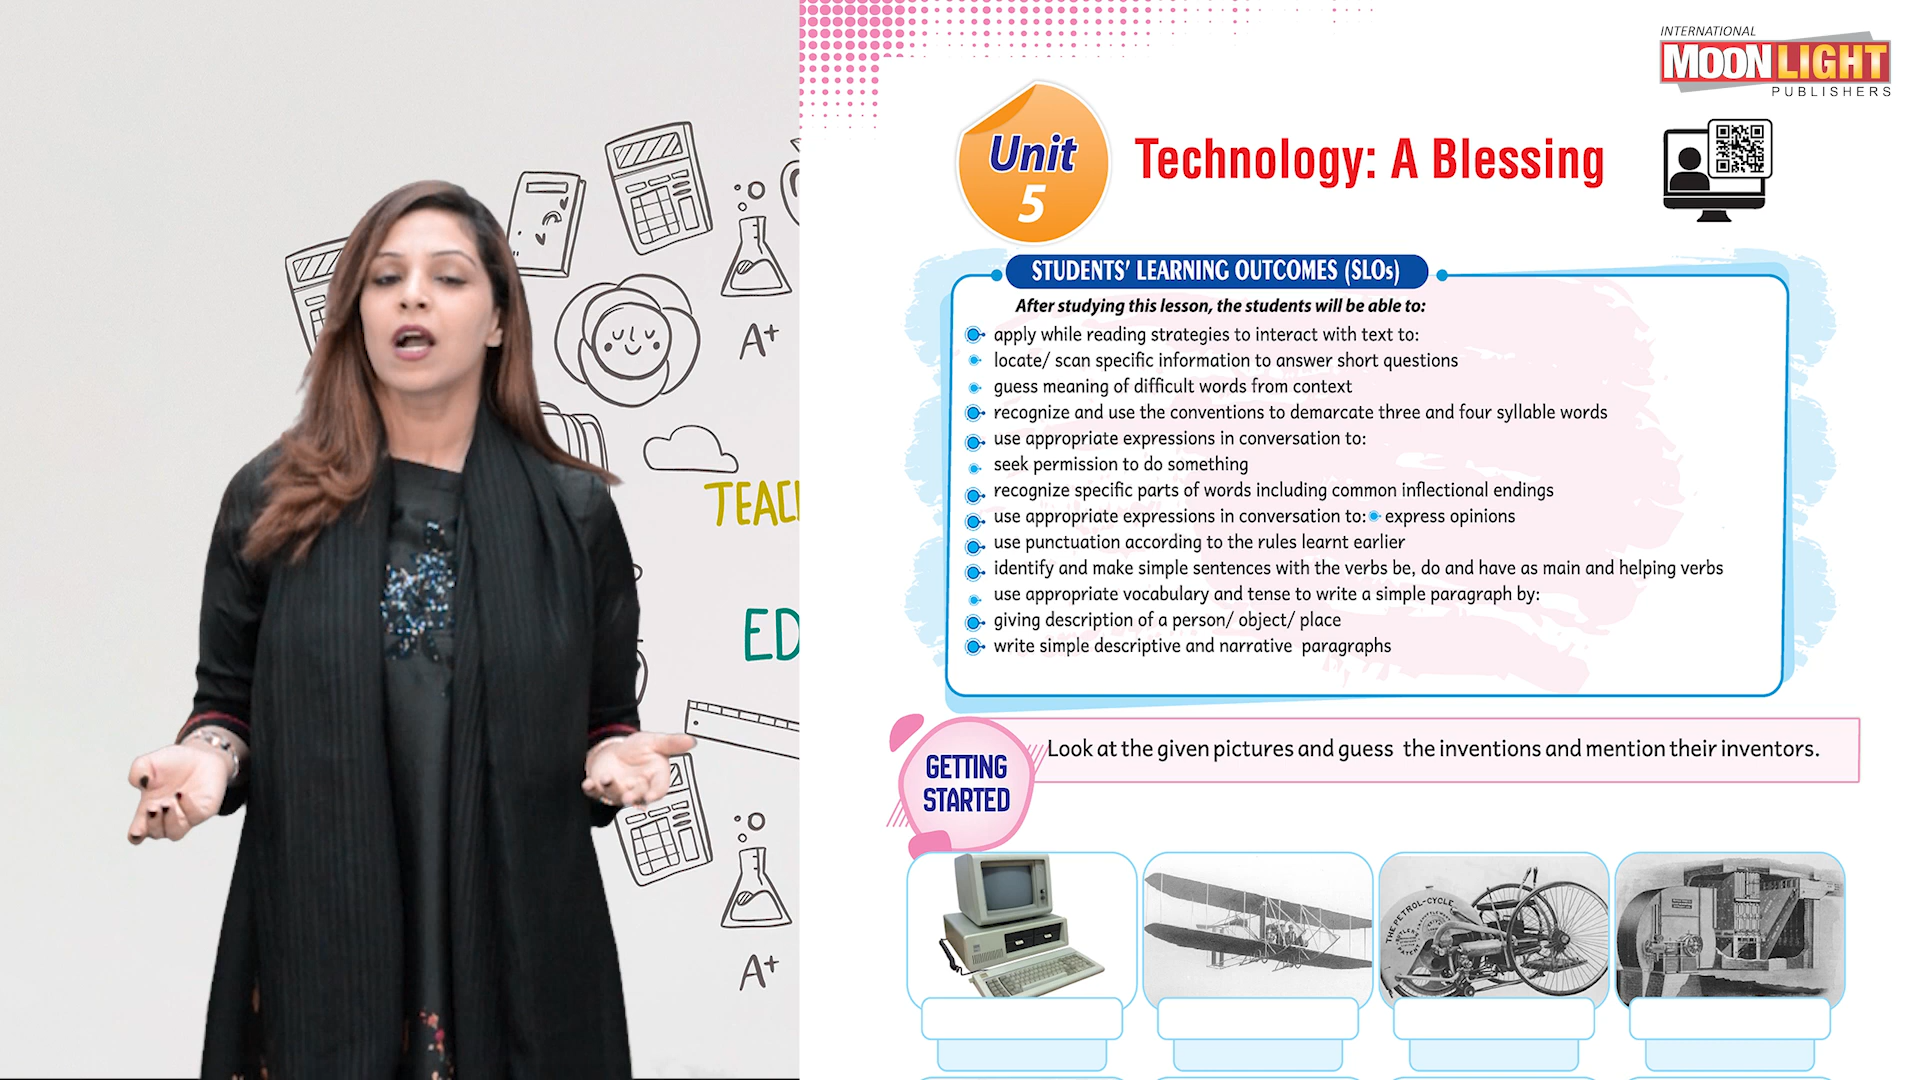 INTERNATIONAL
MOONLIGHT
PUBLISHERS
Unit
5
Technology: A Blessing
STUDENTS' LEARNING OUTCOMES (SLOs)
After studying this lesson, the students will be able to:
apply while reading strategies to interact with text to:
locate/ scan specific information to answer short questions
guess meaning of difficult words from context
recognize and use the conventions to demarcate three and four syllable words
use appropriate expressions in conversation to:
seek permission to do something
recognize specific parts of words including common inflectional endings
use appropriate expressions in conversation to: express opinions
use punctuation according to the rules learnt earlier
identify and make simple sentences with the verbs be, do and have as main and helping verbs
use appropriate vocabulary and tense to write a simple paragraph by:
giving description of a person/ object/ place
write simple descriptive and narrative paragraphs
GETTING
STARTED
Look at the given pictures and guess the inventions and mention their inventors.
THE PETROL-CYCLE
A+
TEAC
ED
A+